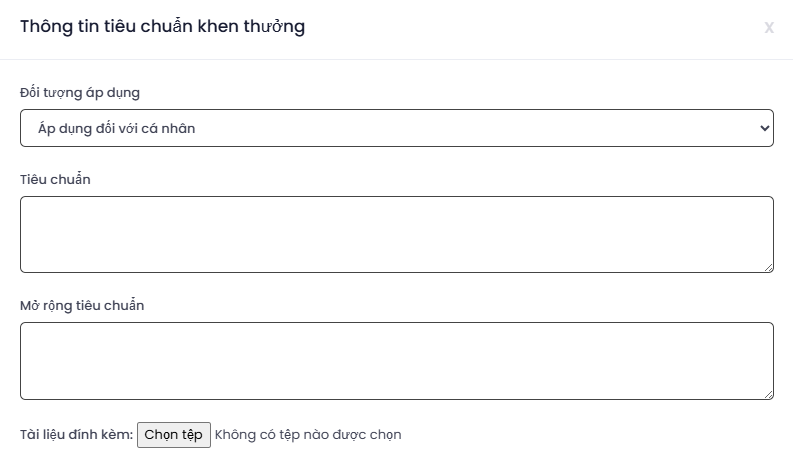 Thông tin tiêu chuẩn khen thưởng
X
Đối tượng áp dụng
Áp dụng đối với cá nhân
Tiêu chuẩn
Mở rộng tiêu chuẩn
Tài liệu đính kèm: Chọn tệp Không có tệp nào được chọn